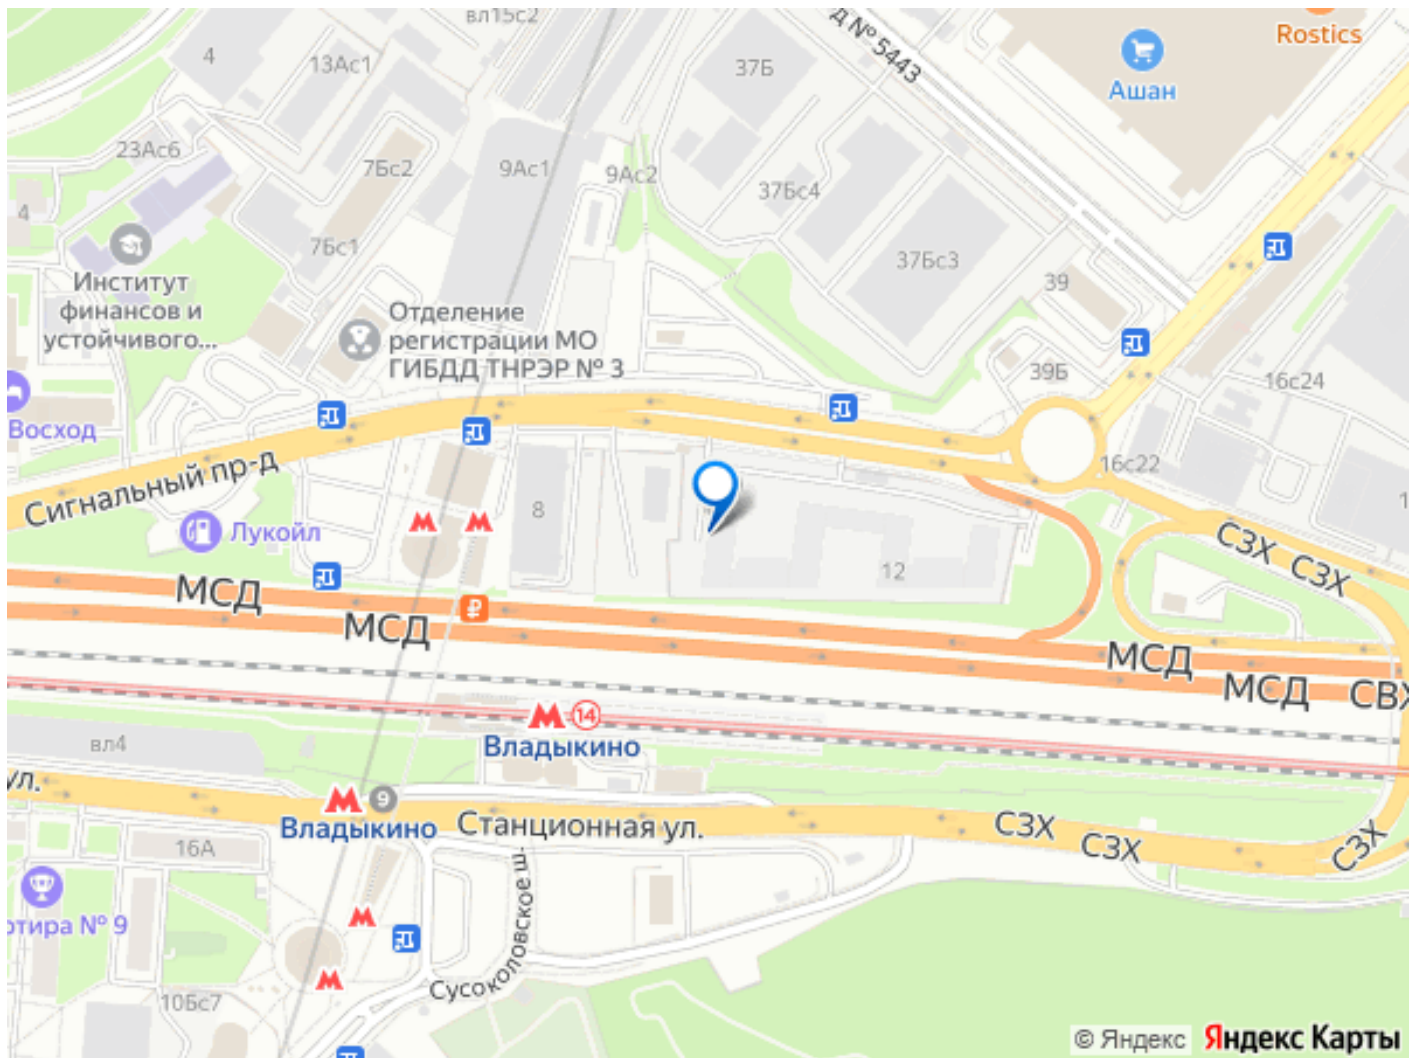 вл15с2
Rostics
4
13Ас1
37Б
д №5443
Ашан
23Ас6
7Бс2
9Ас1
9Ас2
37Бс4
4
7Бс1
37Бс3
39
Институт
финансов и
устойчивого...
Отделение
регистрации МО
ГИБДД ТНРЭР № 3
39Б
16с24
Восход
Сигнальный пр-д
16с22
8
Лукойл
12
СЗХ
СЗХ
МСД
МСД
МСД
МСД
СВХ
14
Владыкино
вл4
ул.
9
Владыкино
Станционная ул.
СЗХ
СЗХ
СЗХ
16А
Сусоколовское ш.
отира № 9
10Бс7
© Яндекс Яндекс Карты